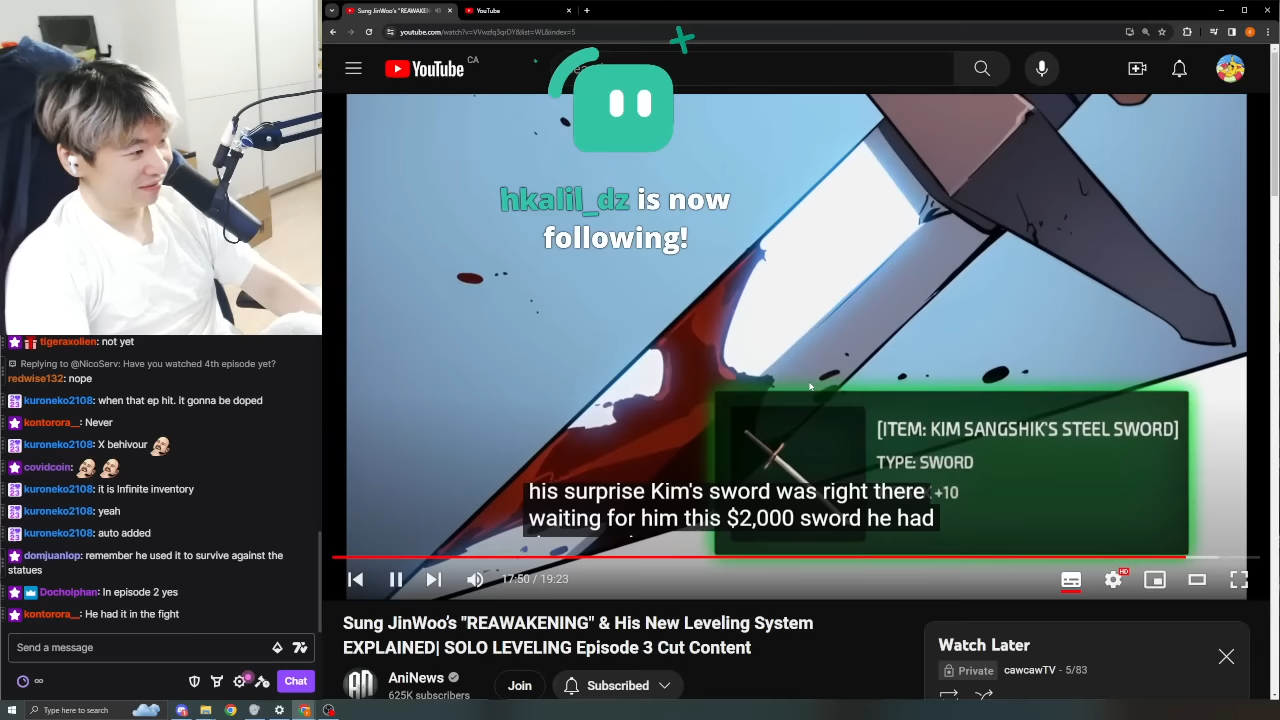 Sung JinWoo's "REAWAKEN
YouTube
youtube.com/watch?v=VVwzfq3qrDY&list=WL&index=5
YouTube CA
hkalil_dz is now
following!
[ITEM: KIM SANGSHIK'S STEEL SWORD]
TYPE: SWORD
+10
his surprise Kim's sword was right there
waiting for him this $2,000 sword he had
17:50 / 19:23
HD
Sung JinWoo's "REAWAKENING" & His New Leveling System
EXPLAINED| SOLO LEVELING Episode 3 Cut Content
AN
AniNews
625K subscribers
Join
Subscribed
Watch Later
Private cawcawTV - 5/83
tigeraxolien: not yet
Replying to @NicoServ: Have you watched 4th episode yet?
redwise132: nope
kuroneko2108: when that ep hit. it gonna be doped
kontorora__: Never
kuroneko2108: X behivour
covidcoin:
kuroneko2108: it is Infinite inventory
kuroneko2108: yeah
kuroneko2108: auto added
domjuanlop: remember he used it to survive against the
statues
Docholphan: In episode 2 yes
kontorora__: He had it in the fight
Send a message
Chat
Type here to search